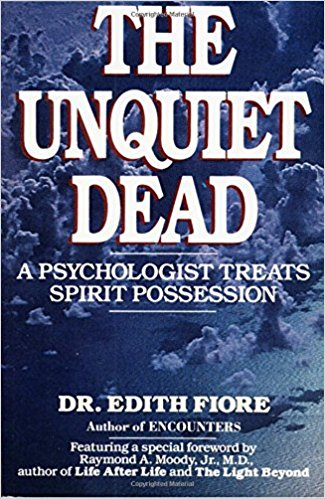 THE
UNQUIET
DEAD
A PSYCHOLOGIST TREATS
SPIRIT POSSESSION
DR. EDITH FIORE
Author of ENCOUNTERS
Featuring a special foreword by
Raymond A. Moody, Jr., M.D.,
author of Life After Life and The Light Beyond